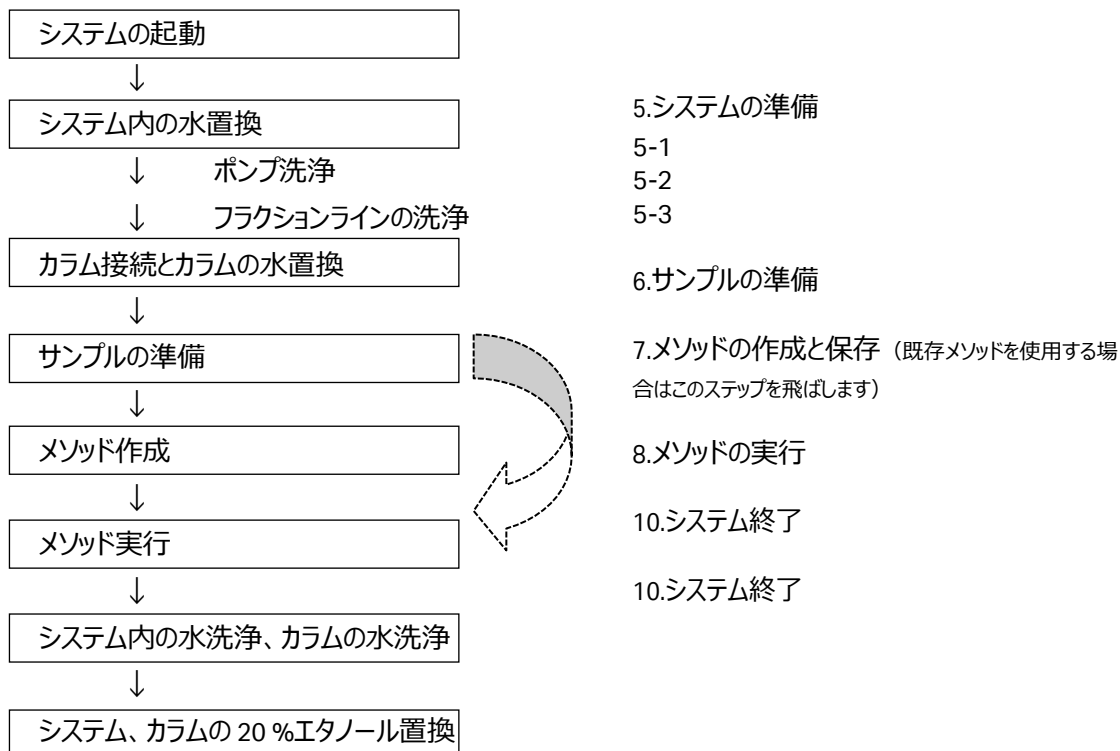 システムの起動
↓
システム内の水置換
↓ ポンプ洗浄
↓ フラクションラインの洗浄
カラム接続とカラムの水置換
↓
サンプルの準備
↓
メソッド作成
↓
メソッド実行
↓
システム内の水洗浄、カラムの水洗浄
↓
システム、カラムの 20 %エタノール置換
5.システムの準備
5-1
5-2
5-3
6.サンプルの準備
7.メソッドの作成と保存（既存メソッドを使用する場
合はこのステップを飛ばします）
8.メソッドの実行
10.システム終了
10.システム終了